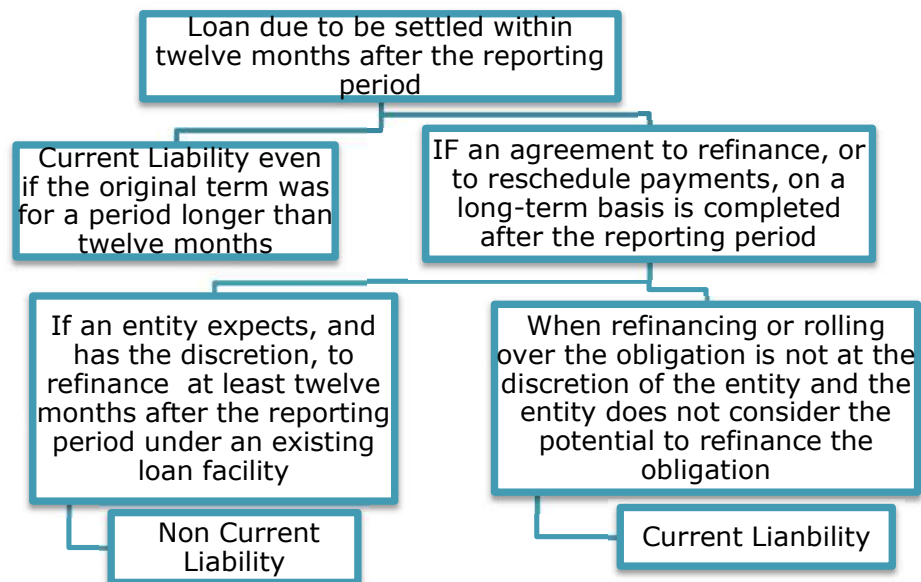 Loan due to be settled within
twelve months after the reporting
period
Current Liability even
if the original term was
for a period longer than
twelve months
IF an agreement to refinance, or
to reschedule payments, on a
long-term basis is completed
after the reporting period
If an entity expects, and
has the discretion, to
refinance at least twelve
months after the reporting
period under an existing
loan facility
When refinancing or rolling
over the obligation is not at the
discretion of the entity and the
entity does not consider the
potential to refinance the
obligation
Non Current
Liability
Current Lianbility